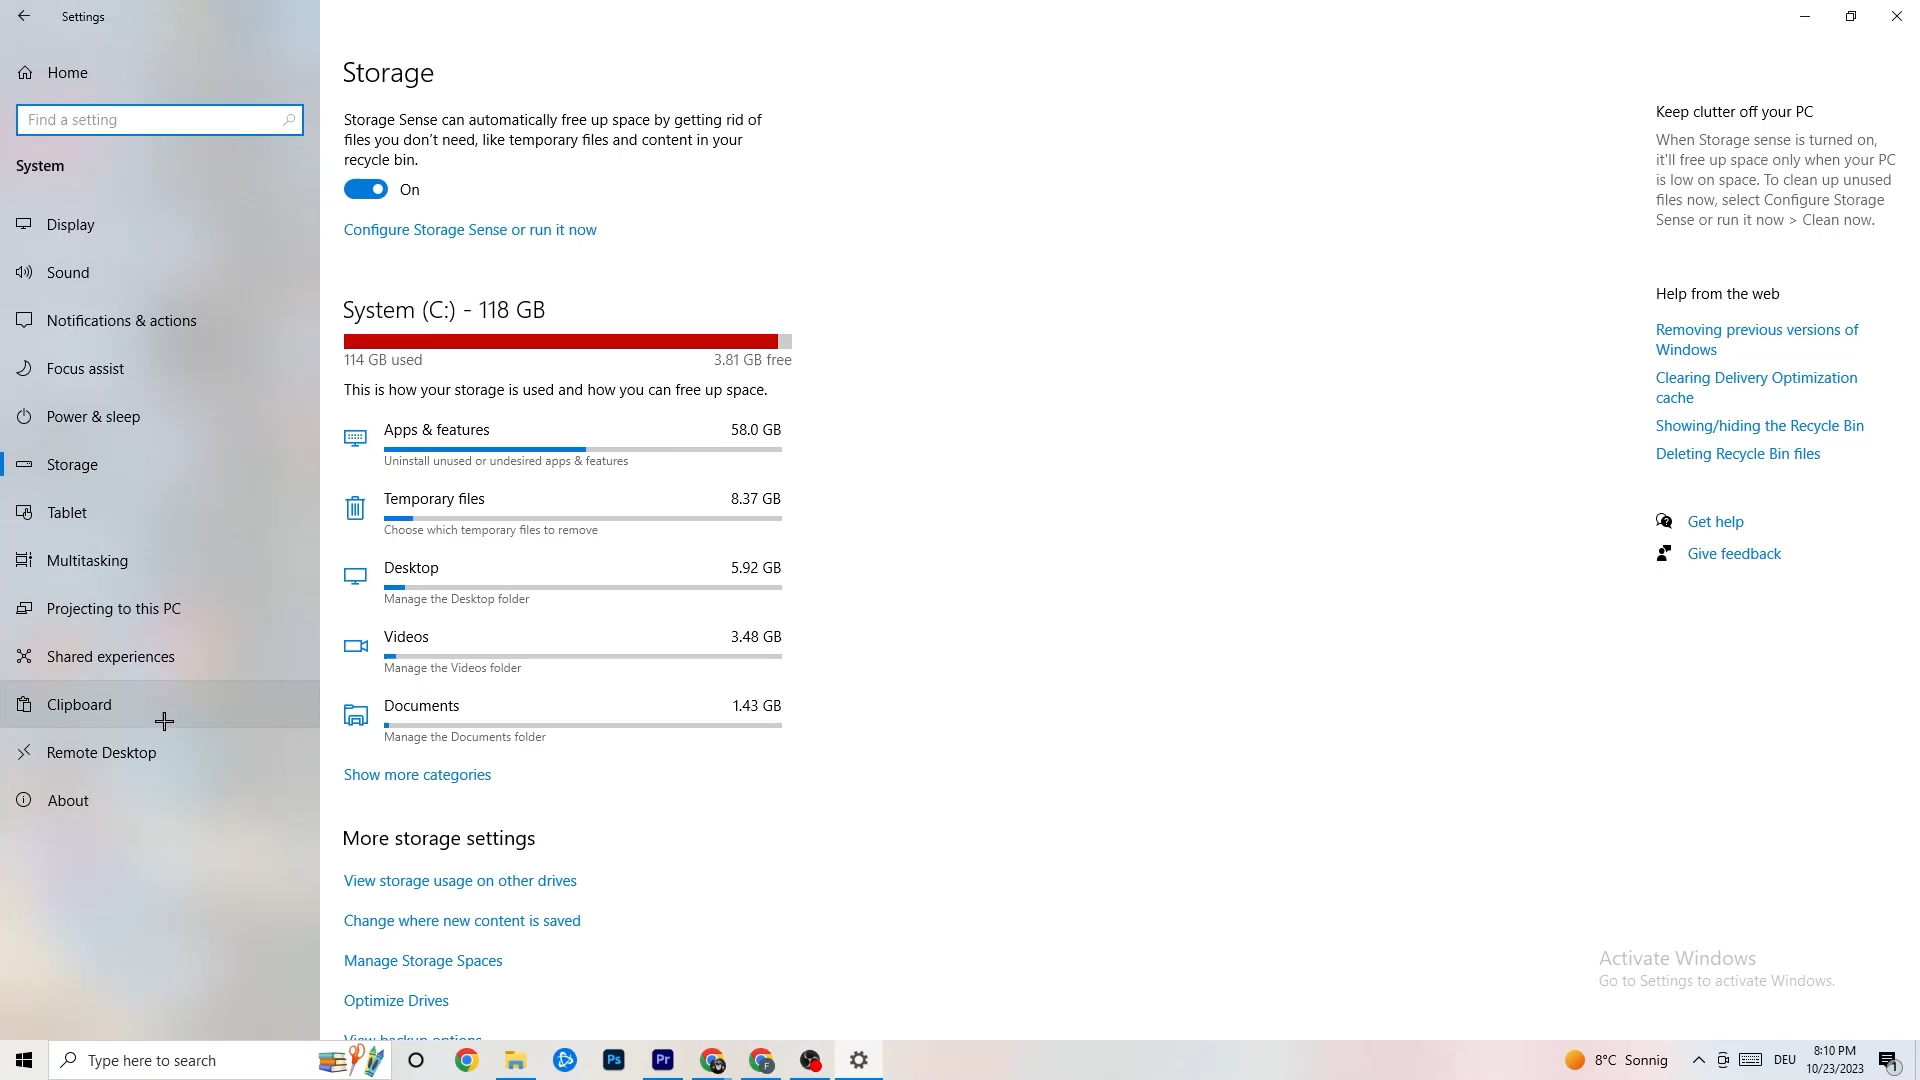 Settings
Home
Find a setting
System
Display
Sound
Notifications & actions
Focus assist
Power & sleep
Storage
Tablet
Multitasking
Projecting to this PC
Shared experiences
Clipboard
Remote Desktop
About
Storage
Storage Sense can automatically free up space by getting rid of
files you don't need, like temporary files and content in your
recycle bin.
On
Configure Storage Sense or run it now
System (C:) - 118 GB
114 GB used
3.81 GB free
This is how your storage is used and how you can free up space.
Apps & features 58.0 GB
Uninstall unused or undesired apps & features
Temporary files 8.37 GB
Choose which temporary files to remove
Desktop 5.92 GB
Manage the Desktop folder
Videos 3.48 GB
Manage the Videos folder
Documents 1.43 GB
Manage the Documents folder
Show more categories
More storage settings
View storage usage on other drives
Change where new content is saved
Manage Storage Spaces
Optimize Drives
View backup options
Keep clutter off your PC
When Storage sense is turned on,
it'll free up space only when your PC
is low on space. To clean up unused
files now, select Configure Storage
Sense or run it now > Clean now.
Help from the web
Removing previous versions of
Windows
Clearing Delivery Optimization
cache
Showing/hiding the Recycle Bin
Deleting Recycle Bin files
Get help
Give feedback
Activate Windows
Go to Settings to activate Windows.
Type here to search
Ps
Pr
F
8°C Sonnig
DEU
8:10 PM
10/23/2023
1